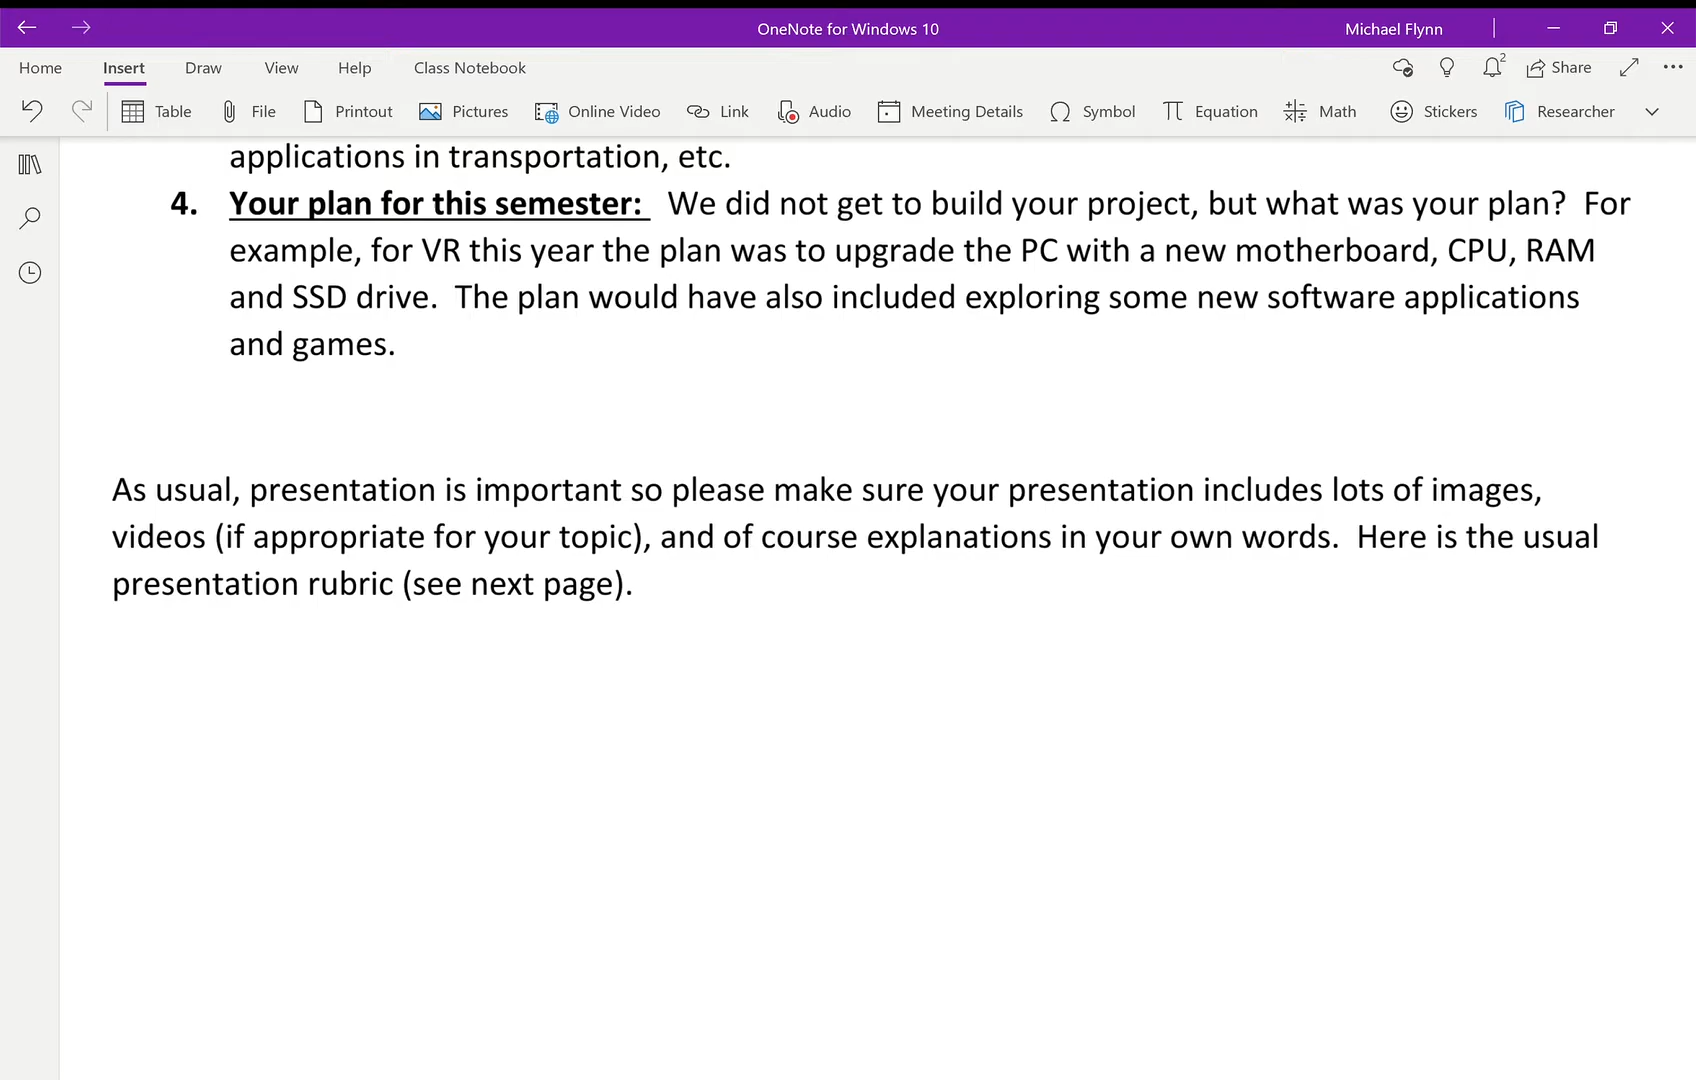 OneNote for Windows 10
Michael Flynn
Home Insert Draw View Help Class Notebook
2 Share
Table File Printout Pictures Online Video Link Audio Meeting Details Symbol Equation Math Stickers Researcher
applications in transportation, etc.
4. Your plan for this semester: We did not get to build your project, but what was your plan? For
example, for VR this year the plan was to upgrade the PC with a new motherboard, CPU, RAM
and SSD drive. The plan would have also included exploring some new software applications
and games.
As usual, presentation is important so please make sure your presentation includes lots of images,
videos (if appropriate for your topic), and of course explanations in your own words. Here is the usual
presentation rubric (see next page).